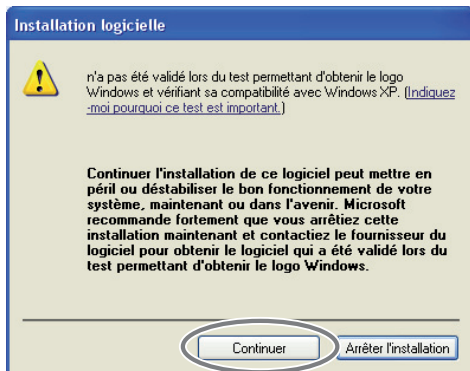 Installation logicielle
n'a pas été validé lors du test permettant d'obtenir le logo
Windows et vérifiant sa compatibilité avec Windows XP. (Indiquez
-moi pourquoi ce test est important.)
Continuer l'installation de ce logiciel peut mettre en
péril ou déstabiliser le bon fonctionnement de votre
système, maintenant ou dans l'avenir. Microsoft
recommande fortement que vous arrêtiez cette
installation maintenant et contactiez le fournisseur du
logiciel pour obtenir le logiciel qui a été validé lors du
test permettant d'obtenir le logo Windows.
Continuer
Arrêter l'installation